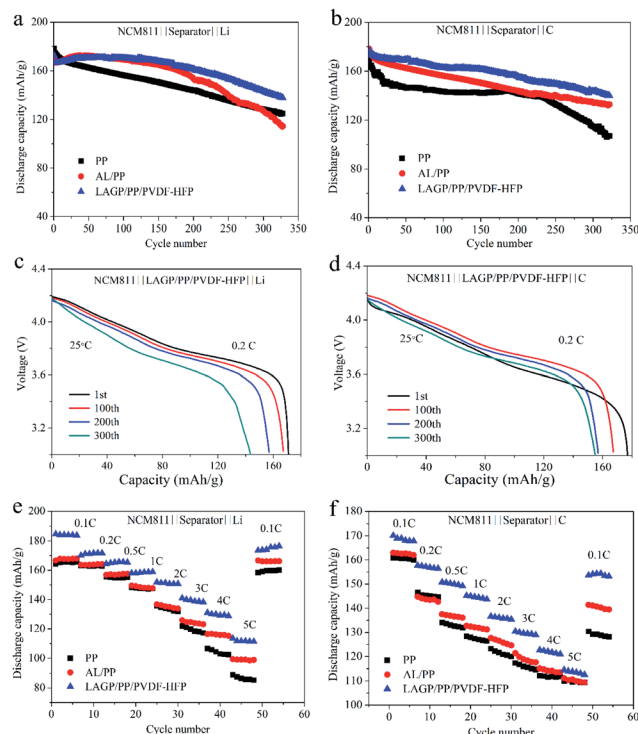 a
NCM811||Separator||Li
Discharge capacity (mAh/g)
200
160
120
80
40
PP
AL/PP
LAGP/PP/PVDF-HFP
0 50 100 150 200 250 300 350
Cycle number
b
NCM811||Separator||C
Discharge capacity (mAh/g)
200
160
120
80
40
PP
AL/PP
LAGP/PP/PVDF-HFP
0 50 100 150 200 250 300 350
Cycle number
c
NCM811||LAGP/PP/PVDF-HFP||Li
Voltage (V)
4.4
4.0
3.6
3.2
25°C
0.2 C
1st
100th
200th
300th
0 40 80 120 160
Capacity (mAh/g)
d
NCM811||LAGP/PP/PVDF-HFP||C
Voltage (V)
4.4
4.0
3.6
3.2
25°C
0.2 C
1st
100th
200th
300th
0 40 80 120 160
Capacity (mAh/g)
e
NCM811||Separator||Li
Discharge capacity (mAh/g)
200
180
160
140
120
100
80
0.1C
0.2C
0.5C
1C
2C
3C
4C
5C
0.1C
PP
AL/PP
LAGP/PP/PVDF-HFP
0 10 20 30 40 50 60
Cycle number
f
NCM811||Separator||C
Discharge capacity (mAh/g)
180
170
160
150
140
130
120
110
100
0.1C
0.2C
0.5C
1C
2C
3C
4C
5C
0.1C
PP
AL/PP
LAGP/PP/PVDF-HFP
0 10 20 30 40 50 60
Cycle number